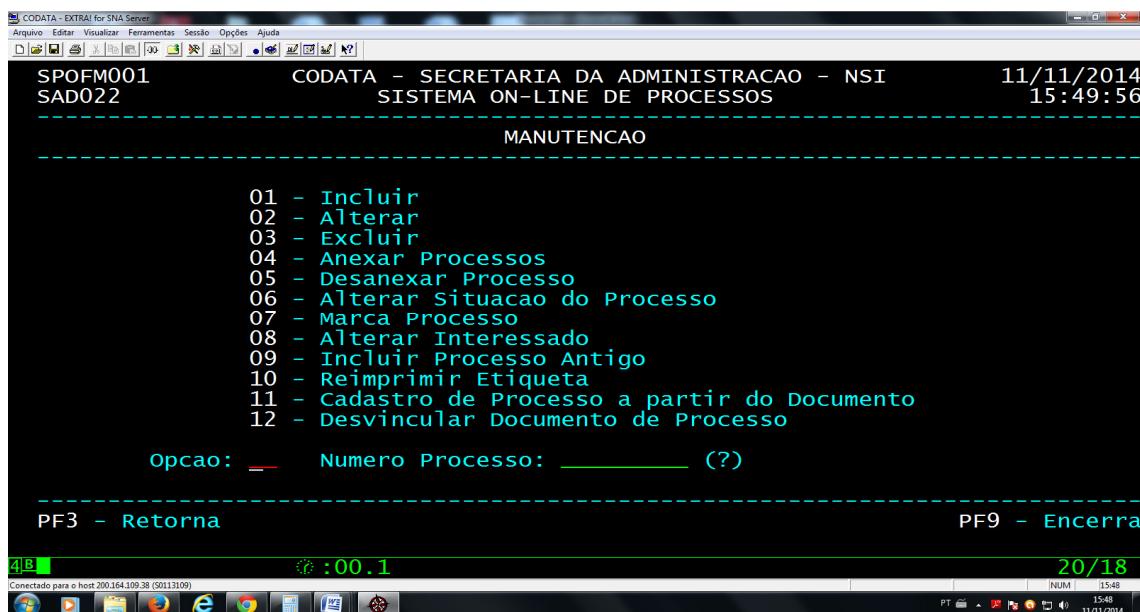 CODATA - EXTRA! for SNA Server
Arquivo Editar Visualizar Ferramentas Sessão Opções Ajuda
SPOFM001 CODATA - SECRETARIA DA ADMINISTRACAO - NSI 11/11/2014
SAD022 SISTEMA ON-LINE DE PROCESSOS 15:49:56
MANUTENCAO
01 - Incluir
02 - Alterar
03 - Excluir
04 - Anexar Processos
05 - Desanexar Processo
06 - Alterar Situacao do Processo
07 - Marca Processo
08 - Alterar Interessado
09 - Incluir Processo Antigo
10 - Reimprimir Etiqueta
11 - Cadastro de Processo a partir do Documento
12 - Desvincular Documento de Processo
Opcao: __ Numero Processo: _________ (?)
PF3 - Retorna PF9 - Encerra
4B :00.1 20/18
Conectado para o host 200.164.109.38 (S0113109) NUM 15:48
PT 15:48
11/11/2014